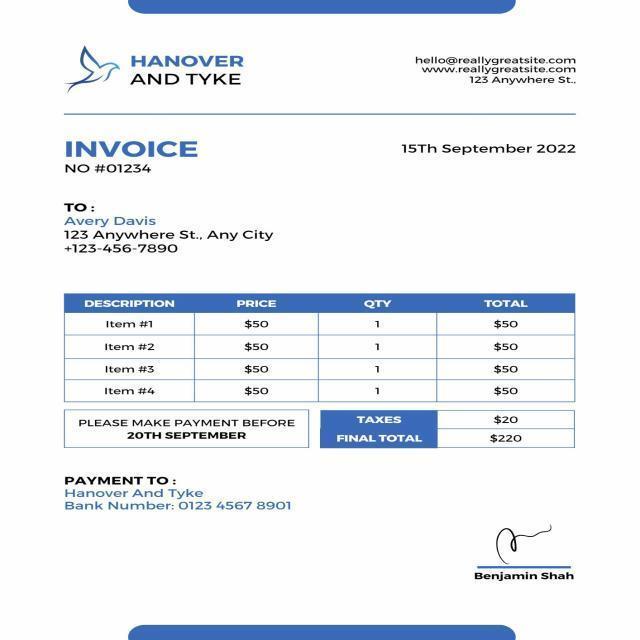 HANOVER
AND TYKE
hello@reallygreatsite.com
www.reallygreatsite.com
123 Anywhere St.,
INVOICE
NO #01234
15Th September 2022
TO :
Avery Davis
123 Anywhere St., Any City
+123-456-7890
DESCRIPTION PRICE QTY TOTAL
Item #1 $50 1 $50
Item #2 $50 1 $50
Item #3 $50 1 $50
Item #4 $50 1 $50
PLEASE MAKE PAYMENT BEFORE
20TH SEPTEMBER
TAXES $20
FINAL TOTAL $220
PAYMENT TO :
Hanover And Tyke
Bank Number: 0123 4567 8901
Benjamin Shah